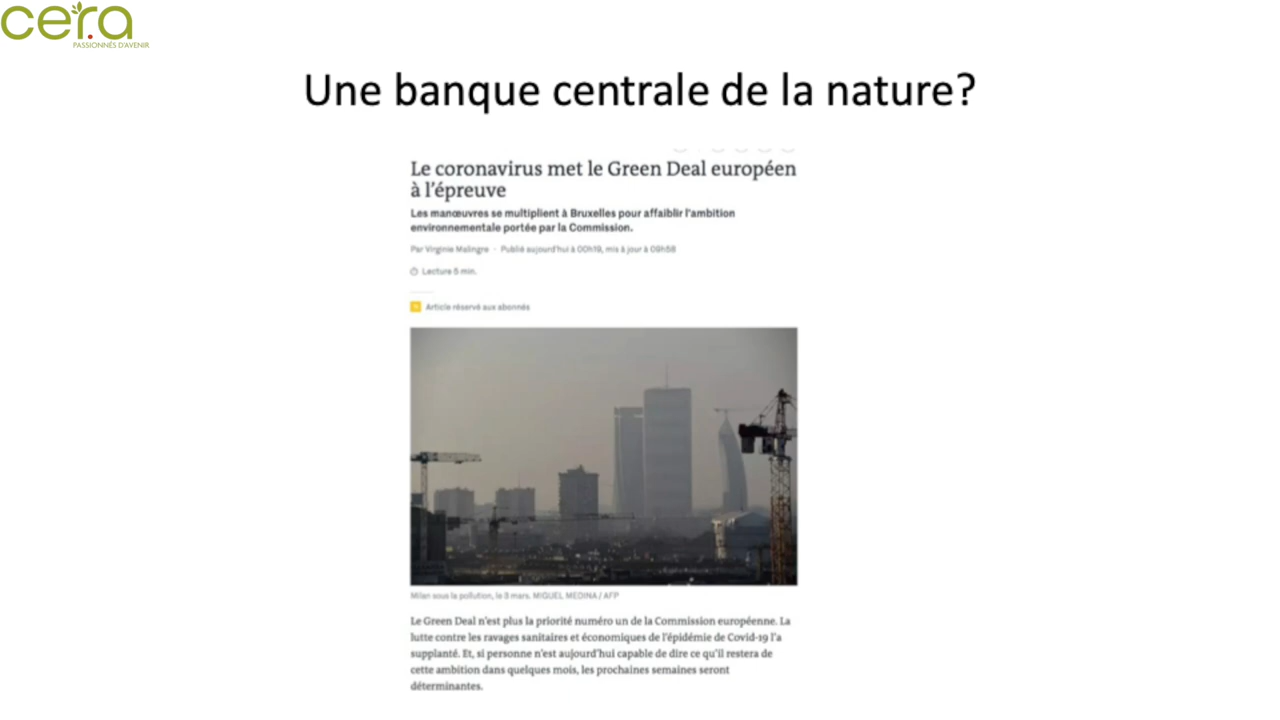 cera
PASSIONNÉS D'AVENIR
Une banque centrale de la nature?
Le coronavirus met le Green Deal européen
à l'épreuve
Les manœuvres se multiplient à Bruxelles pour affaiblir l'ambition
environnementale portée par la Commission.
Par Virginie Malingre · Publié aujourd'hui à 00h19, mis à jour à 09h58
Lecture 5 min.
Article réservé aux abonnés
Milan sous la pollution, le 3 mars. MIGUEL MEDINA / AFP
Le Green Deal n'est plus la priorité numéro un de la Commission européenne. La
lutte contre les ravages sanitaires et économiques de l'épidémie de Covid-19 l'a
supplanté. Et, si personne n'est aujourd'hui capable de dire ce qu'il restera de
cette ambition dans quelques mois, les prochaines semaines seront
déterminantes.